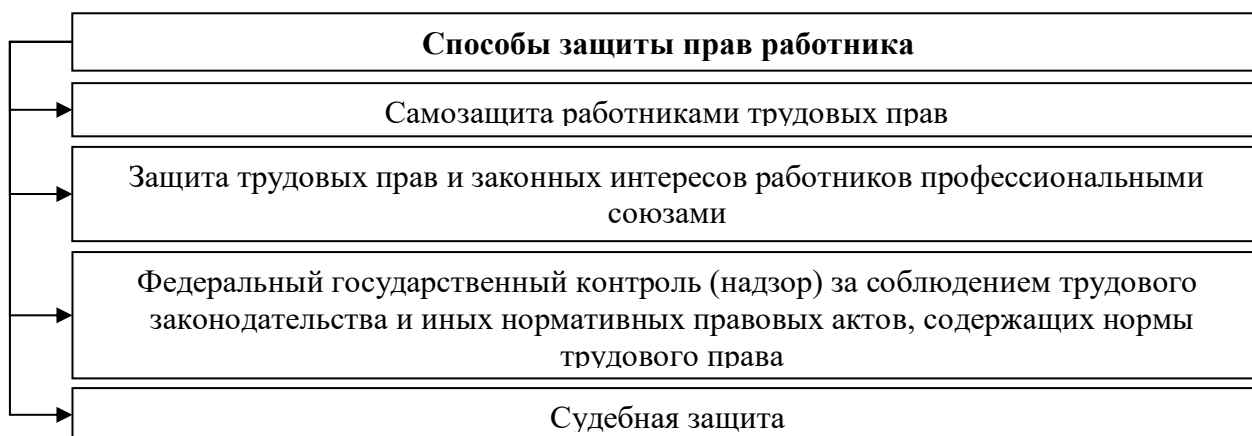 Способы защиты прав работника
Самозащита работниками трудовых прав
Защита трудовых прав и законных интересов работников профессиональными
союзами
Федеральный государственный контроль (надзор) за соблюдением трудового
законодательства и иных нормативных правовых актов, содержащих нормы
трудового права
Судебная защита